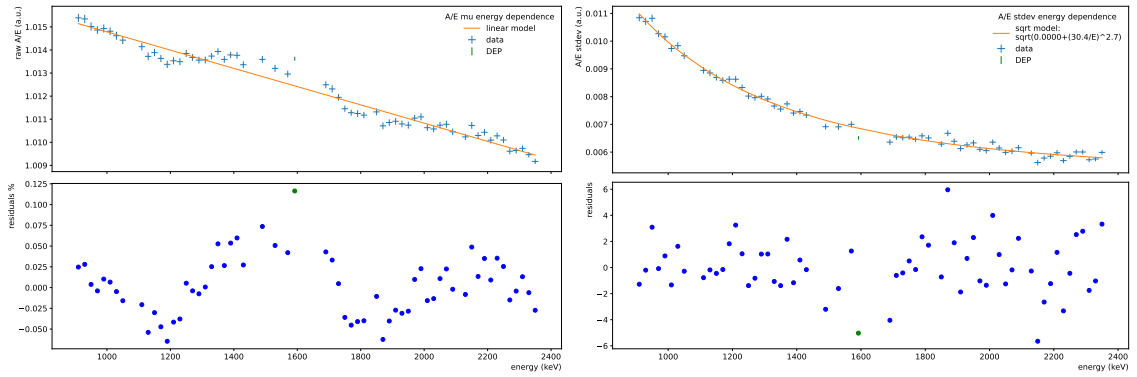 A/E mu energy dependence
linear model
data
DEP
raw A/E (a.u.)
1.015
1.014
1.013
1.012
1.011
1.010
1.009
residuals %
0.125
0.100
0.075
0.050
0.025
0.000
−0.025
−0.050
1000
1200
1400
1600
1800
2000
2200
2400
energy (keV)
A/E stdev energy dependence
sqrt model:
sqrt(0.0000+(30.4/E)^2.7)
data
DEP
A/E stdev (a.u.)
0.011
0.010
0.009
0.008
0.007
0.006
residuals
6
4
2
0
−2
−4
−6
1000
1200
1400
1600
1800
2000
2200
2400
energy (keV)